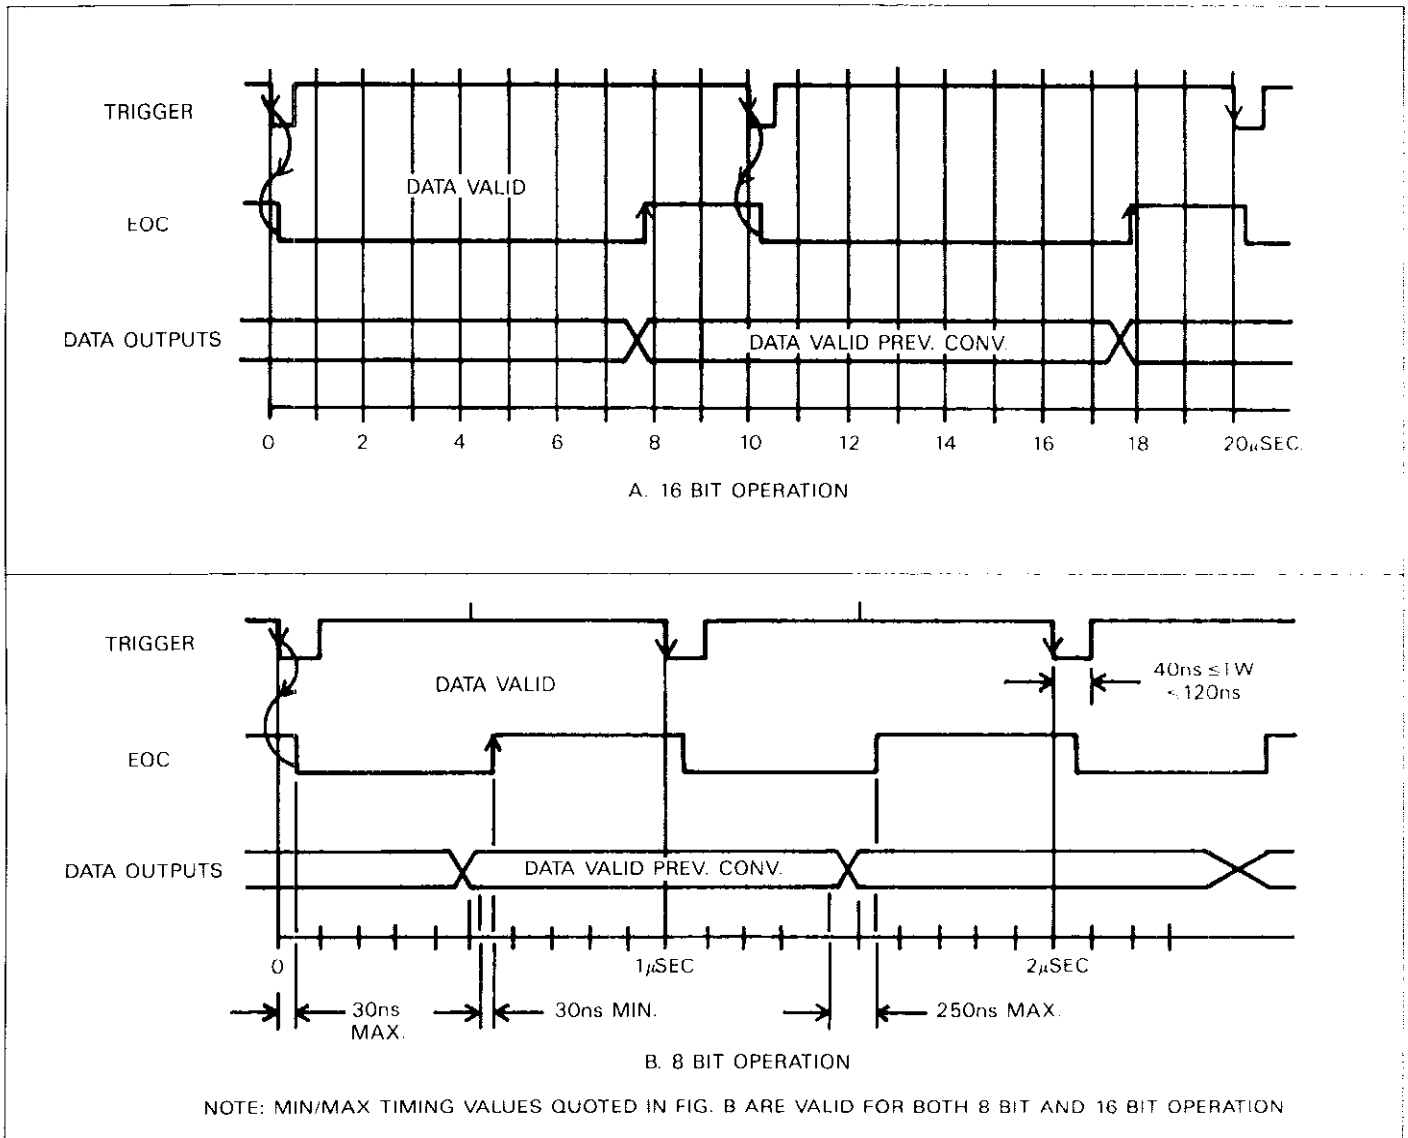 TRIGGER
DATA VALID
EOC
DATA OUTPUTS
DATA VALID PREV. CONV.
0 2 4 6 8 10 12 14 16 18 20μSEC.
A. 16 BIT OPERATION
TRIGGER
40ns ≤TW
<120ns
DATA VALID
EOC
DATA OUTPUTS
DATA VALID PREV. CONV.
0 1μSEC 2μSEC
30ns MAX.
30ns MIN.
250ns MAX.
B. 8 BIT OPERATION
NOTE: MIN/MAX TIMING VALUES QUOTED IN FIG. B ARE VALID FOR BOTH 8 BIT AND 16 BIT OPERATION